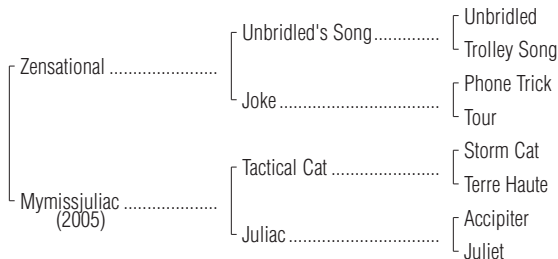 Unbridled
Unbridled's Song..............
Trolley Song
Zensational .......................
Phone Trick
Joke ..................................
Tour
Storm Cat
Tactical Cat .......................
Terre Haute
Mymissjuliac ....................
(2005)
Accipiter
Juliac................................
Juliet